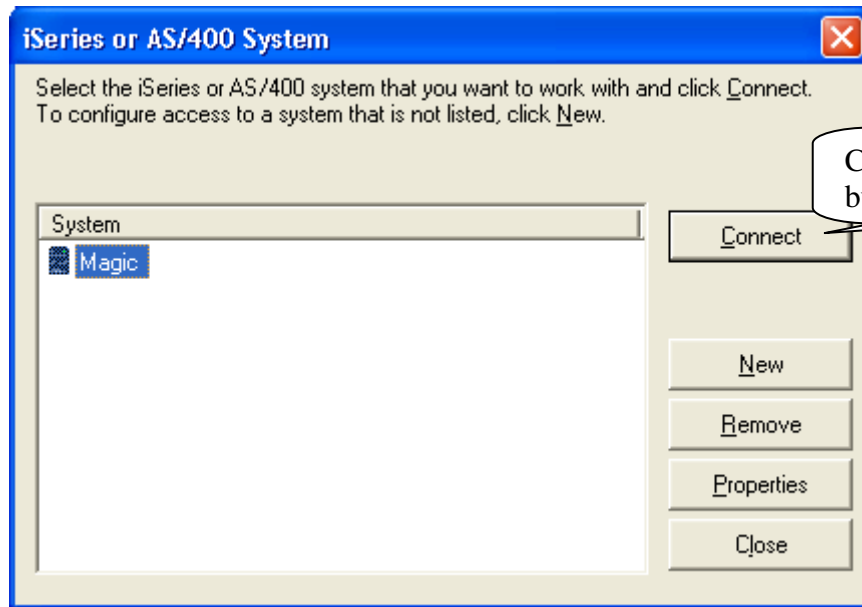 iSeries or AS/400 System
Select the iSeries or AS/400 system that you want to work with and click Connect.
To configure access to a system that is not listed, click New.
System
Connect
Magic
New
Remove
Properties
Close